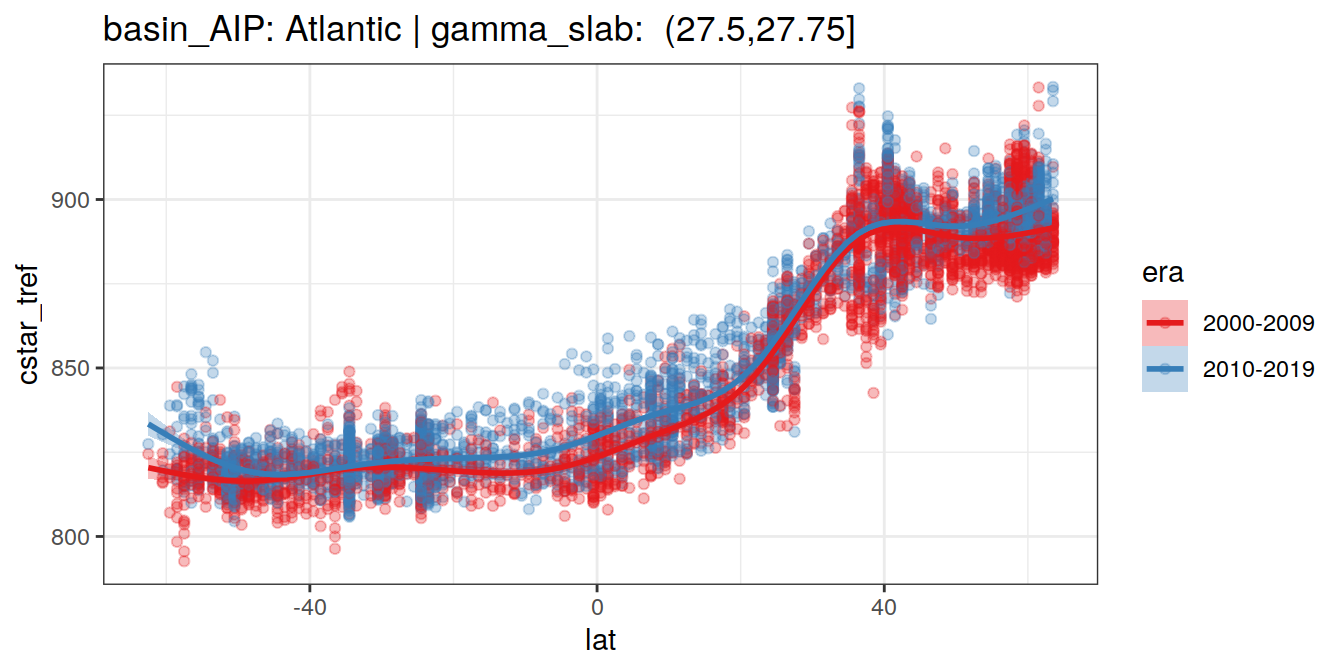 basin_AIP: Atlantic | gamma_slab:  (27.5,27.75]
cstar_tref
900
850
800
-40
0
40
lat
era
2000-2009
2010-2019